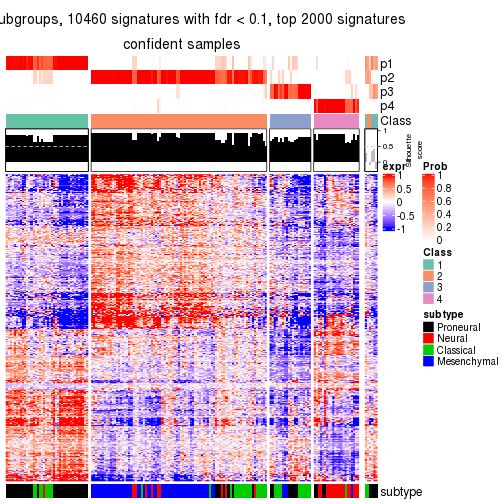 ubgroups, 10460 signatures with fdr < 0.1, top 2000 signatures
confident samples
p1
p2
p3
p4
Class
1
0.5
0
Silhouette
score
expr
1
0.5
0
-0.5
-1
Prob
1
0.8
0.6
0.4
0.2
0
Class
1
2
3
4
subtype
Proneural
Neural
Classical
Mesenchymal
subtype